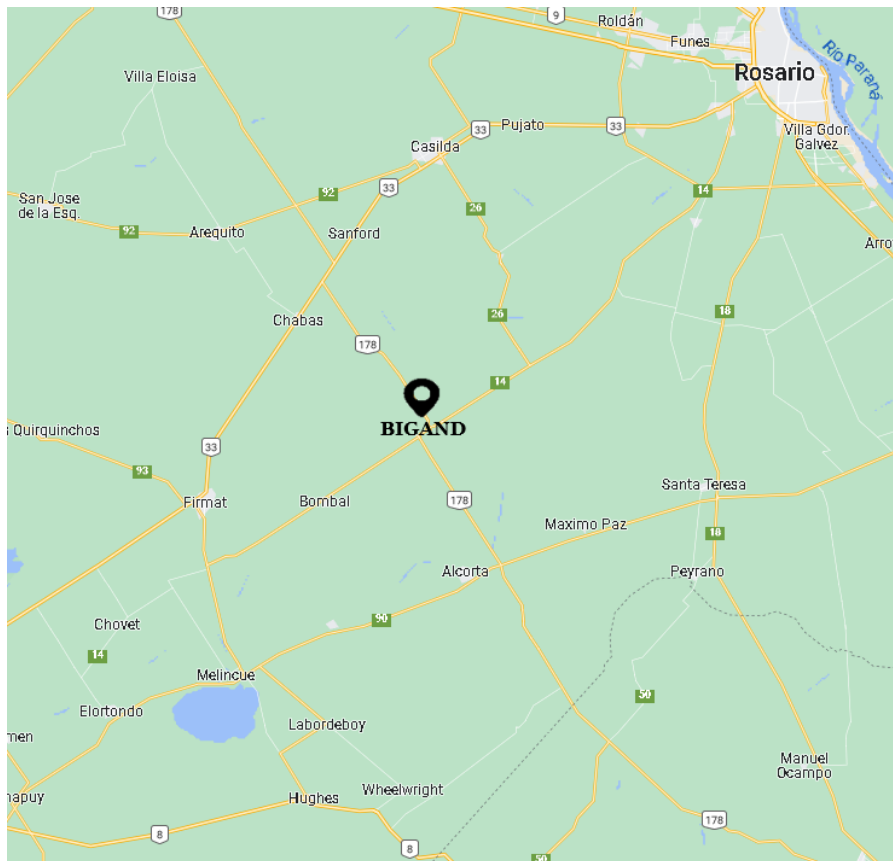 178
9
Roldán
Funes
Rosario
Río Paraná
Villa Eloisa
33
Pujato
33
Villa Gdor.
Galvez
Casilda
San Jose
de la Esq.
92
33
14
26
92
Arequito
Sanford
Arro
Chabas
26
18
178
14
BIGAND
s Quirquinchos
33
93
Firmat
Bombal
178
Santa Teresa
Maximo Paz
18
Alcorta
Peyrano
Chovet
90
14
Melincue
50
Elortondo
Labordeboy
men
Manuel
Ocampo
napuy
Hughes
Wheelwright
8
178
8
50